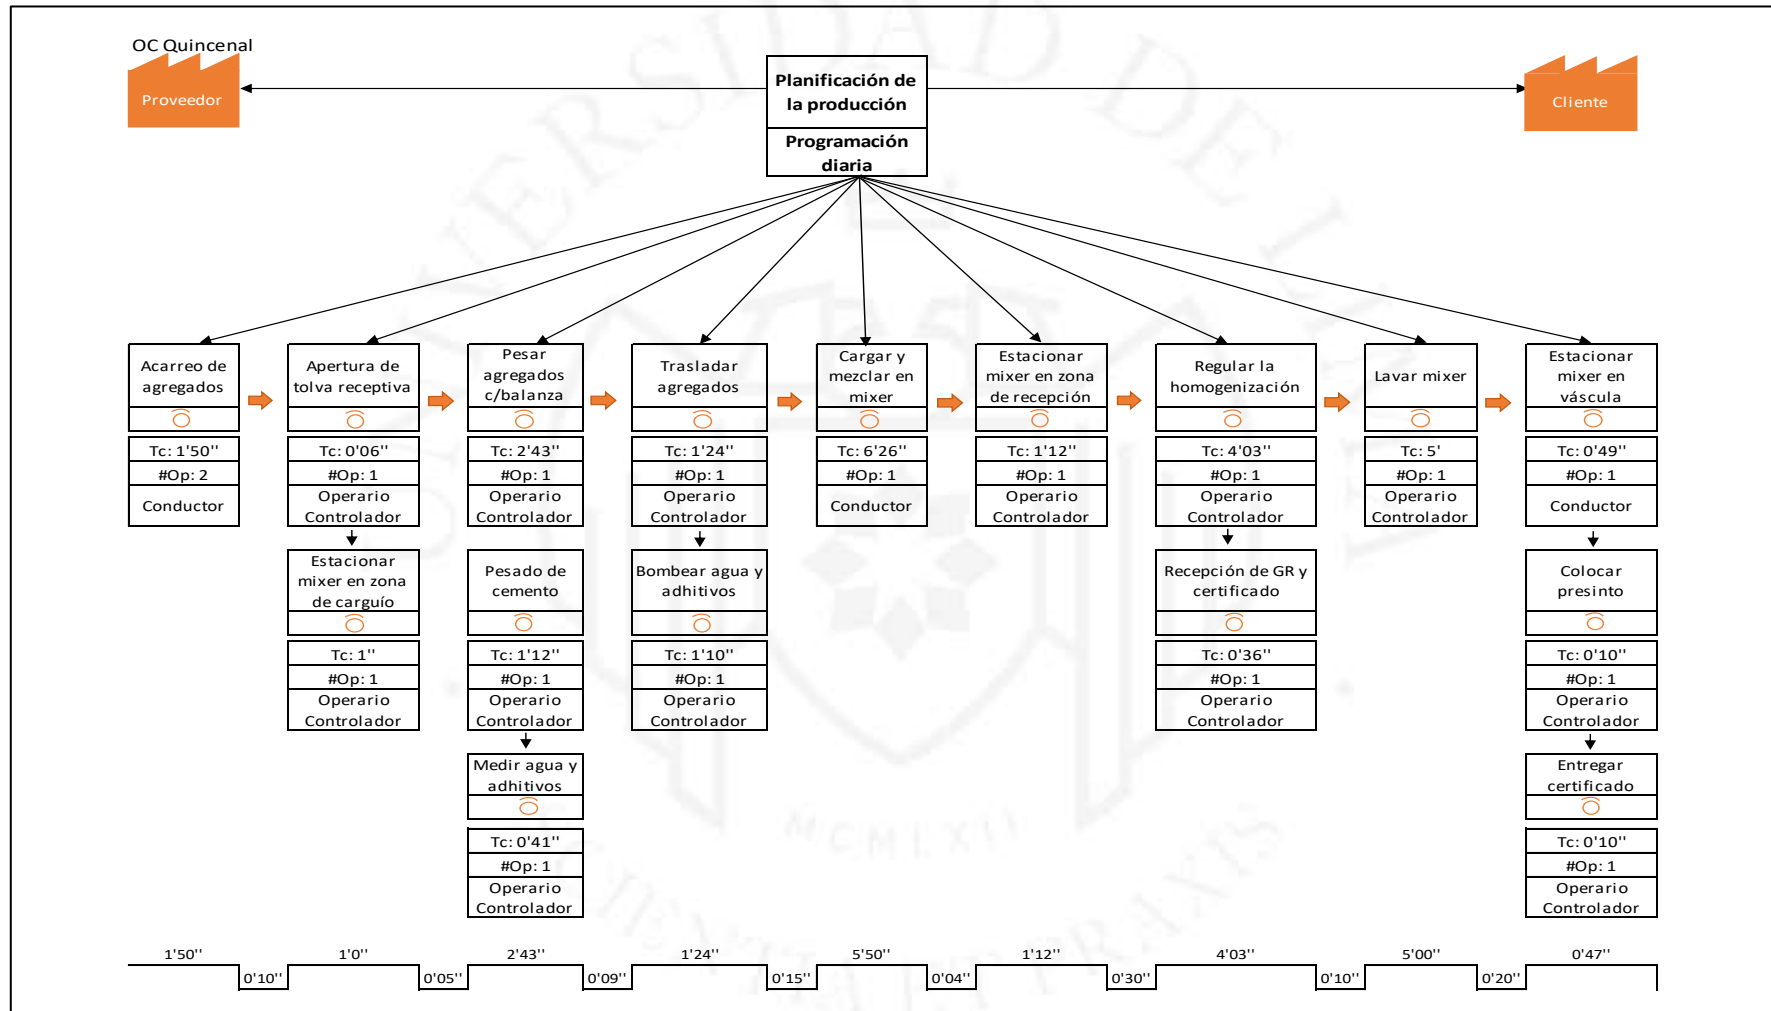 OC Quincenal
Proveedor
Planificación de
la producción
Programación
diaria
Cliente
Acarreo de
agregados
Tc: 1'50''
#Op: 2
Conductor
Apertura de
tolva receptiva
Tc: 0'06''
#Op: 1
Operario
Controlador
Estacionar
mixer en zona
de carguío
Tc: 1''
#Op: 1
Operario
Controlador
Pesar
agregados
c/balanza
Tc: 2'43''
#Op: 1
Operario
Controlador
Pesado de
cemento
Tc: 1'12''
#Op: 1
Operario
Controlador
Medir agua y
adhitivos
Tc: 0'41''
#Op: 1
Operario
Controlador
Trasladar
agregados
Tc: 1'24''
#Op: 1
Operario
Controlador
Bombear agua y
adhitivos
Tc: 1'10''
#Op: 1
Operario
Controlador
Cargar y
mezclar en
mixer
Tc: 6'26''
#Op: 1
Conductor
Estacionar
mixer en zona
de recepción
Tc: 1'12''
#Op: 1
Operario
Controlador
Regular la
homogenización
Tc: 4'03''
#Op: 1
Operario
Controlador
Recepción de GR y
certificado
Tc: 0'36''
#Op: 1
Operario
Controlador
Lavar mixer
Tc: 5'
#Op: 1
Operario
Controlador
Estacionar
mixer en
váscula
Tc: 0'49''
#Op: 1
Conductor
Colocar
presinto
Tc: 0'10''
#Op: 1
Operario
Controlador
Entregar
certificado
Tc: 0'10''
#Op: 1
Operario
Controlador
1'50'' 1'0'' 2'43'' 1'24'' 5'50'' 1'12'' 4'03'' 5'00'' 0'47''
0'10'' 0'05'' 0'09'' 0'15'' 0'04'' 0'30'' 0'10'' 0'20''
UNIVERSIDAD DE LIMA
MCMLXII
SCIENTIA ET PRAXIS